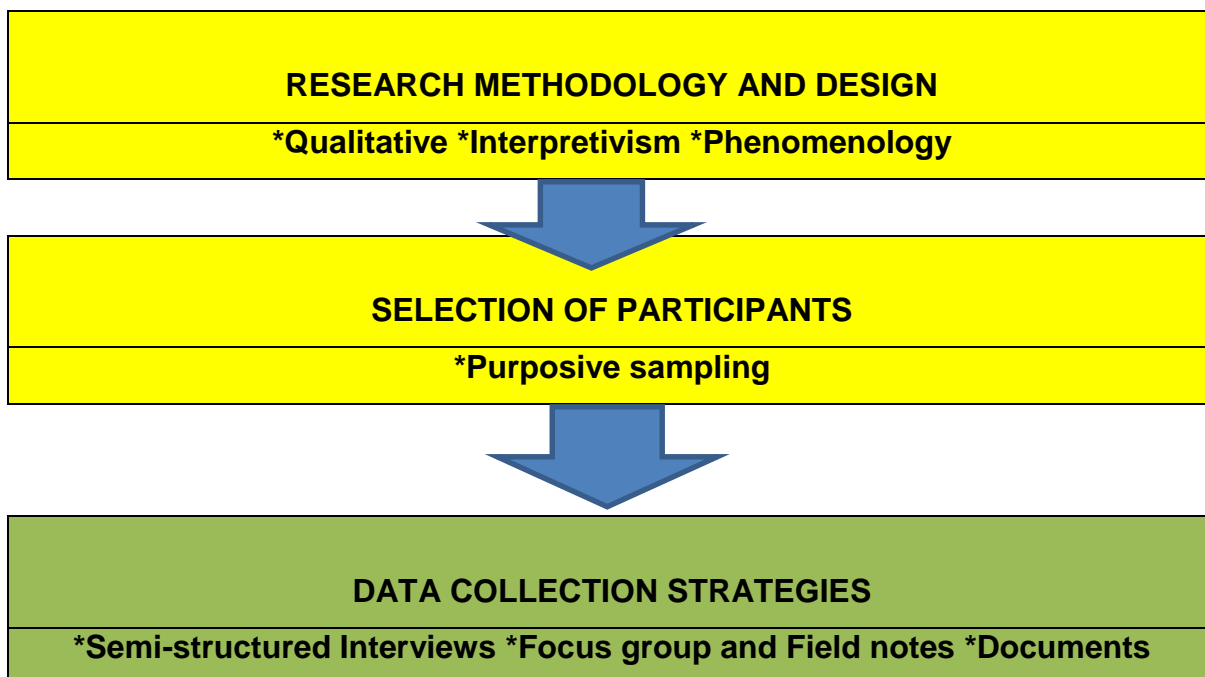 RESEARCH METHODOLOGY AND DESIGN
*Qualitative *Interpretivism *Phenomenology
SELECTION OF PARTICIPANTS
*Purposive sampling
DATA COLLECTION STRATEGIES
*Semi-structured Interviews *Focus group and Field notes *Documents